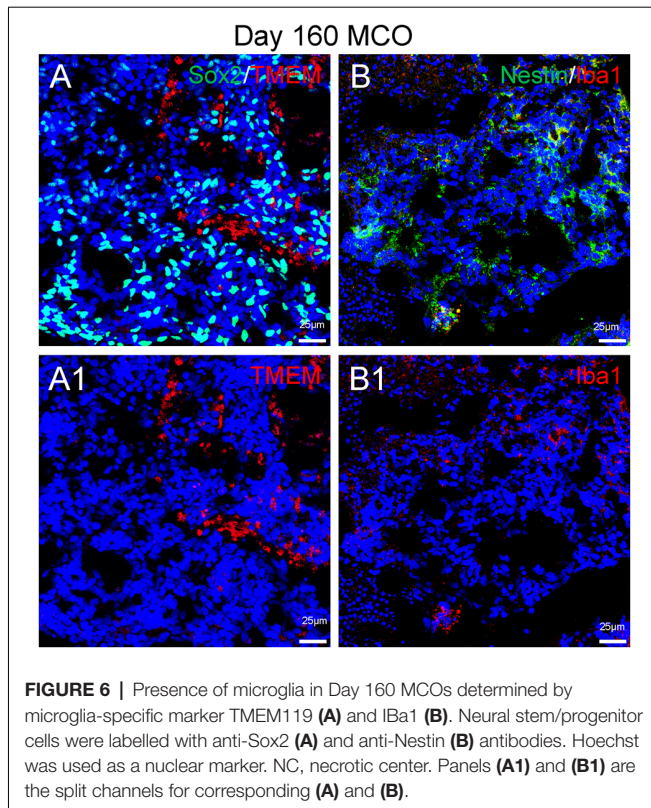 Day 160 MCO
A
Sox2/TMEM
B
Nestin/Iba1
25µm
25µm
A1
TMEM
B1
Iba1
25µm
25µm
FIGURE 6 | Presence of microglia in Day 160 MCOs determined by
microglia-specific marker TMEM119 (A) and IBa1 (B). Neural stem/progenitor
cells were labelled with anti-Sox2 (A) and anti-Nestin (B) antibodies. Hoechst
was used as a nuclear marker. NC, necrotic center. Panels (A1) and (B1) are
the split channels for corresponding (A) and (B).